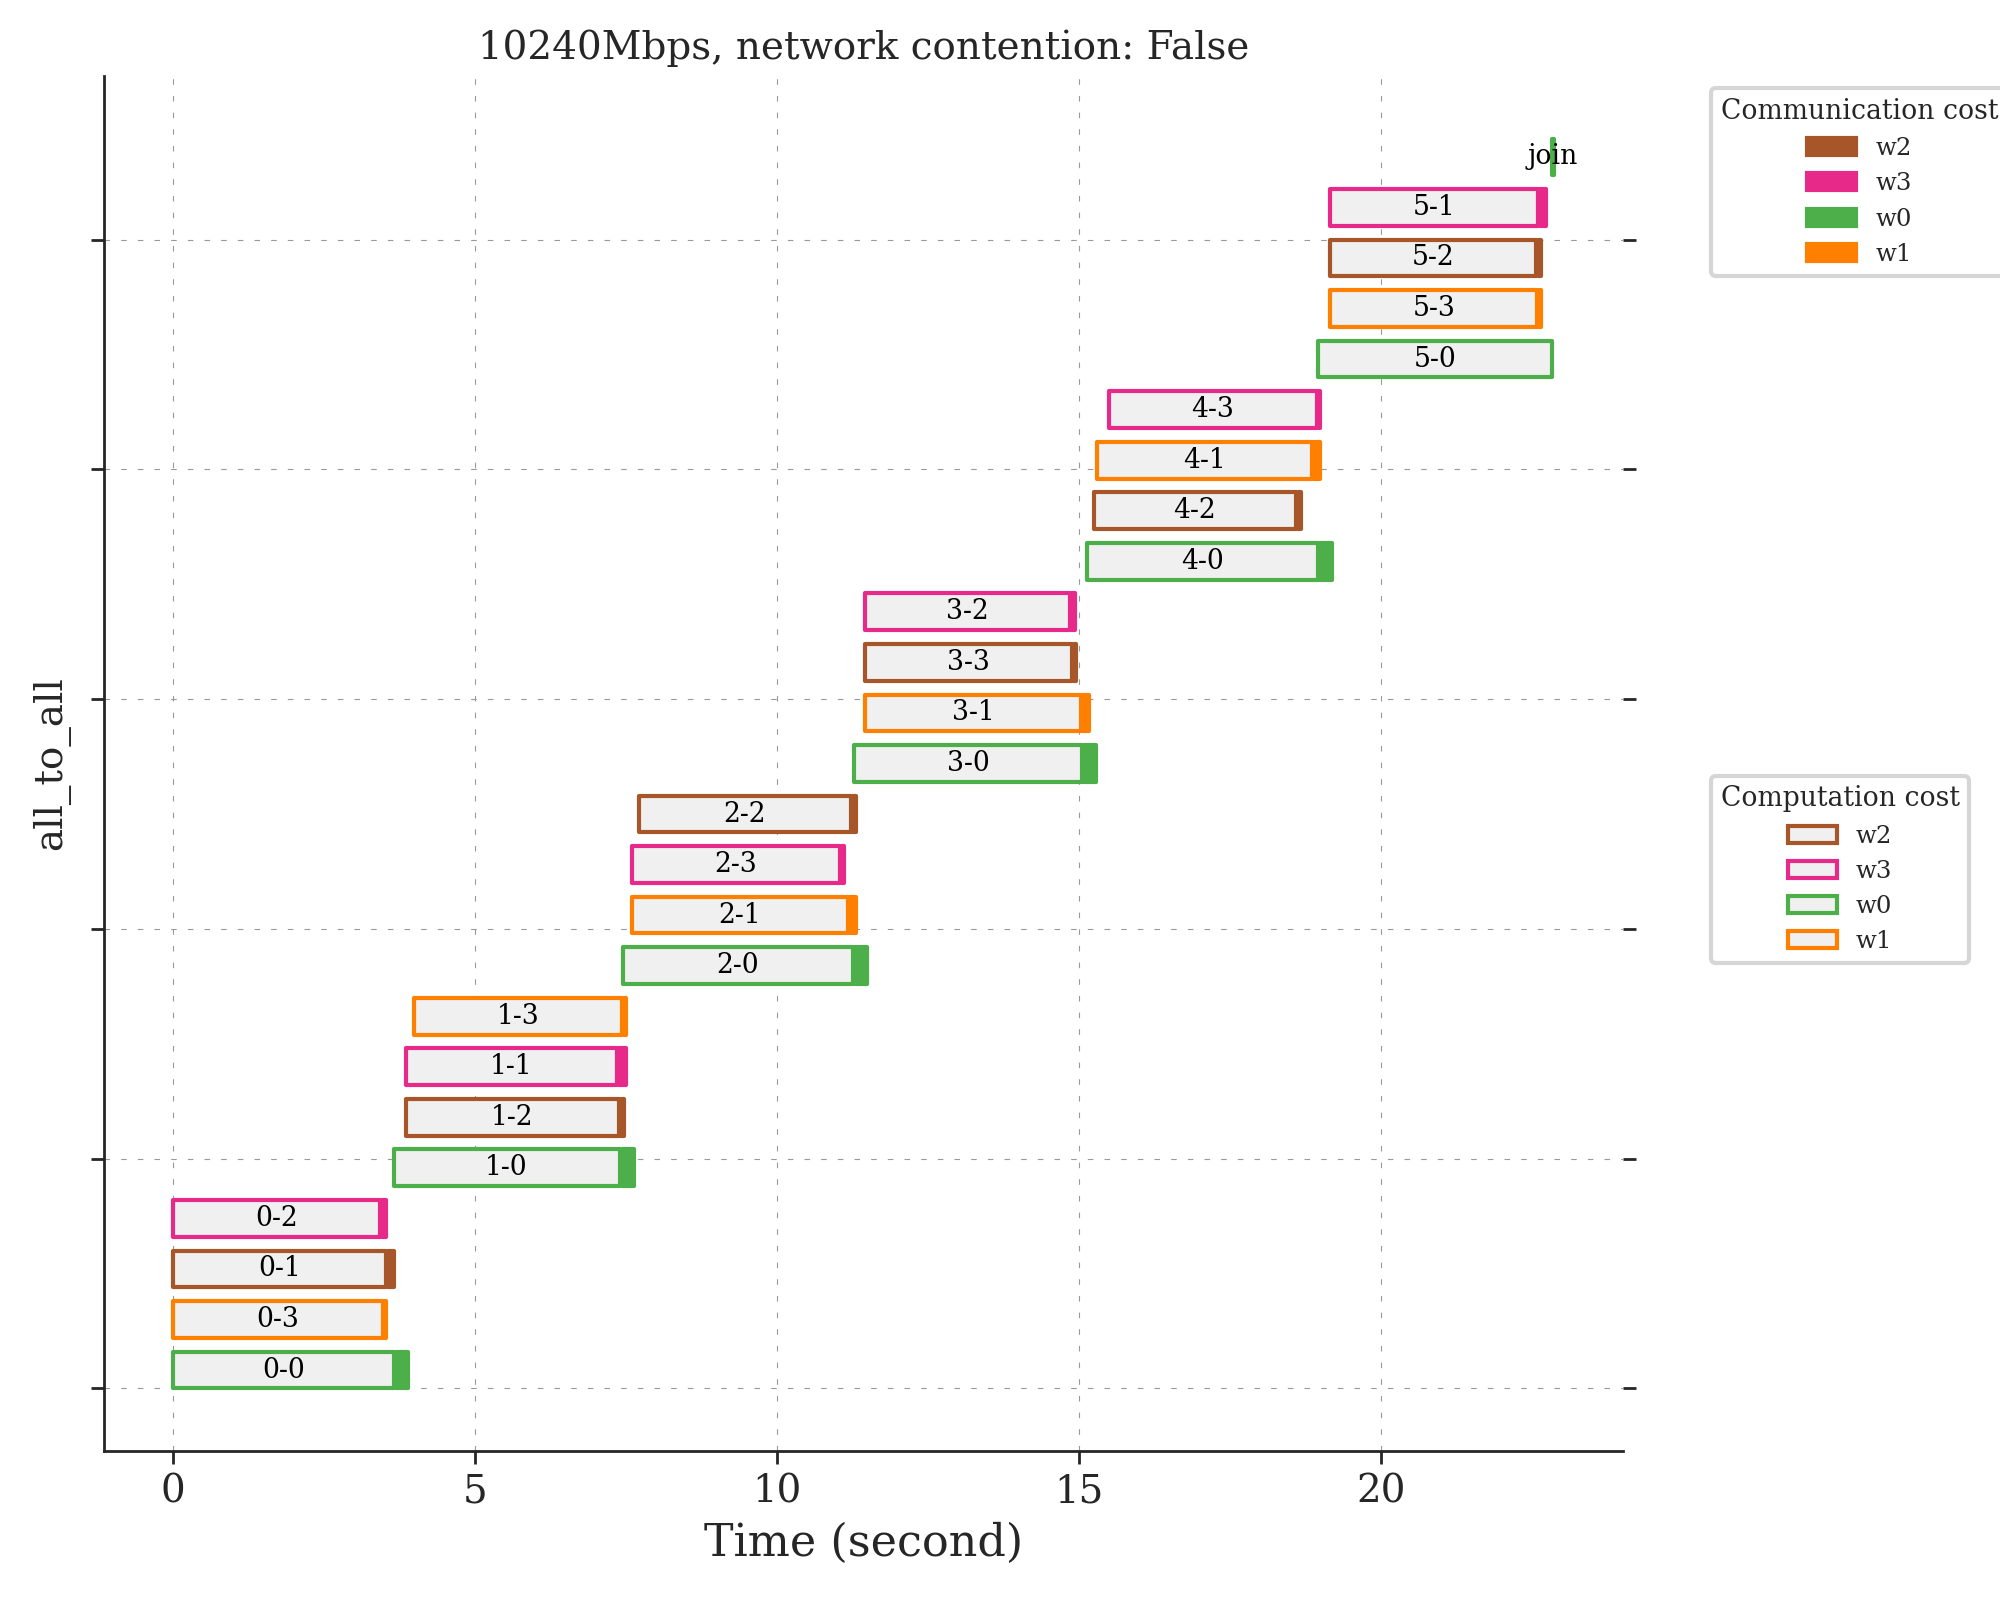 10240Mbps, network contention: False
Communication cost
w2
w3
w0
w1
join
5-1
5-2
5-3
5-0
4-3
4-1
4-2
4-0
3-2
3-3
3-1
3-0
2-2
2-3
2-1
2-0
1-3
1-1
1-2
1-0
0-2
0-1
0-3
0-0
all_to_all
Computation cost
w2
w3
w0
w1
0 5 10 15 20
Time (second)